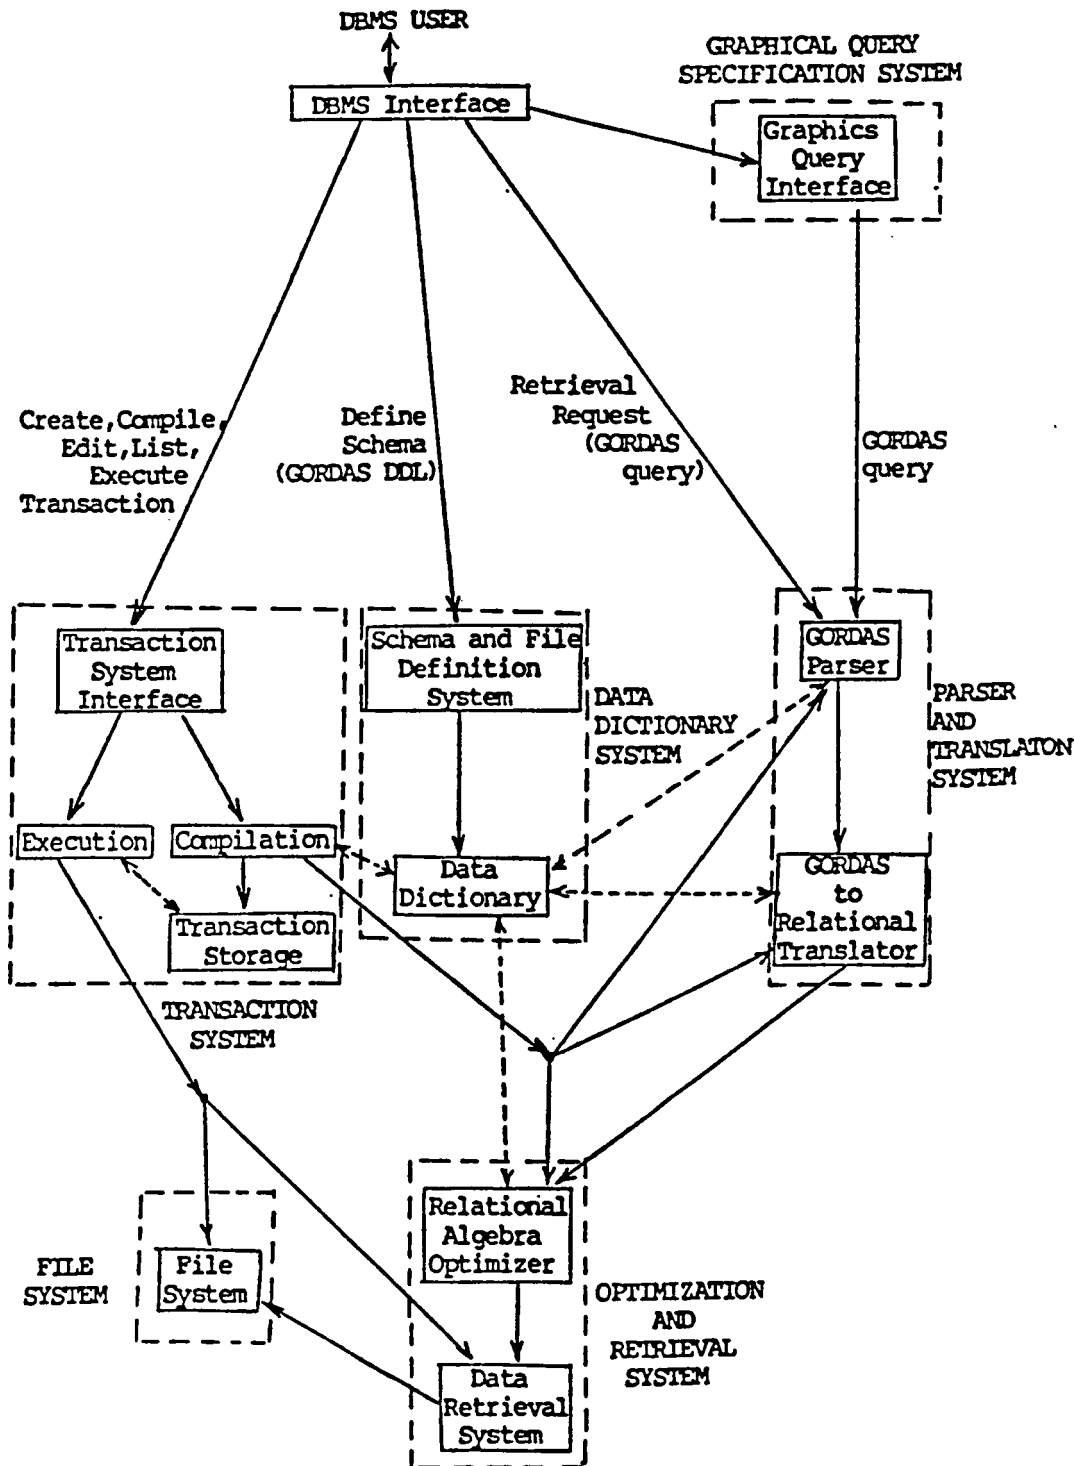 DBMS USER
DBMS Interface
GRAPHICAL QUERY
SPECIFICATION SYSTEM
Graphics
Query
Interface
Create,Compile,
Edit,List,
Execute
Transaction
Define
Schema
(GORDAS DDL)
Retrieval
Request
(GORDAS
query)
GORDAS
query
Transaction
System
Interface
Execution
Compilation
Transaction
Storage
TRANSACTION
SYSTEM
Schema and File
Definition
System
Data
Dictionary
DATA
DICTIONARY
SYSTEM
GORDAS
Parser
GORDAS
to
Relational
Translator
PARSER
AND
TRANSLATON
SYSTEM
FILE
SYSTEM
File
System
Relational
Algebra
Optimizer
Data
Retrieval
System
OPTIMIZATION
AND
RETRIEVAL
SYSTEM